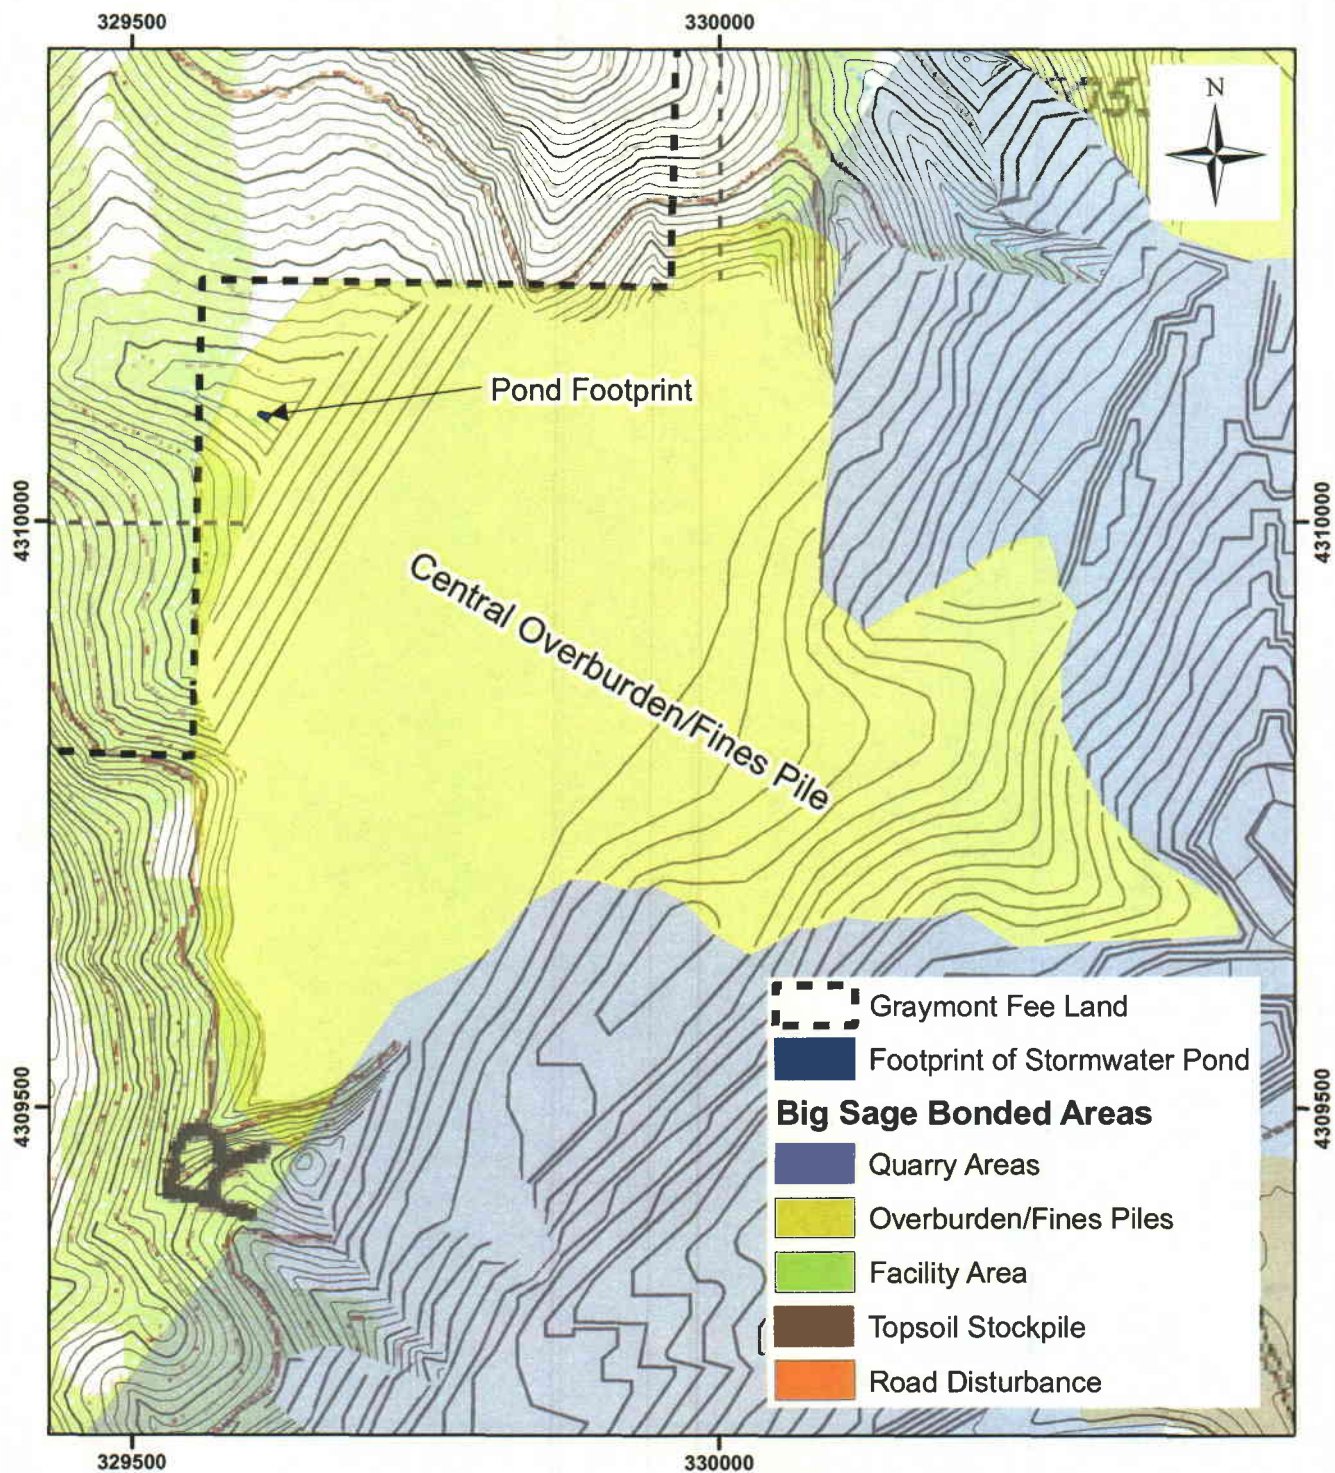 329500
330000
N
Pond Footprint
4310000
4310000
Central Overburden/Fines Pile
Graymont Fee Land
Footprint of Stormwater Pond
4309500
4309500
Big Sage Bonded Areas
Quarry Areas
R
Overburden/Fines Piles
Facility Area
Topsoil Stockpile
Road Disturbance
329500
330000